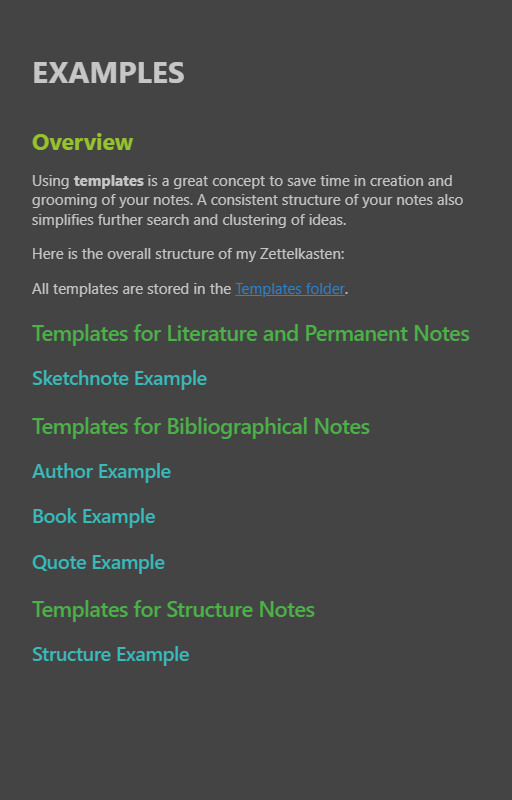 EXAMPLES
Overview
Using templates is a great concept to save time in creation and
grooming of your notes. A consistent structure of your notes also
simplifies further search and clustering of ideas.
Here is the overall structure of my Zettelkasten:
All templates are stored in the Templates folder.
Templates for Literature and Permanent Notes
Sketchnote Example
Templates for Bibliographical Notes
Author Example
Book Example
Quote Example
Templates for Structure Notes
Structure Example